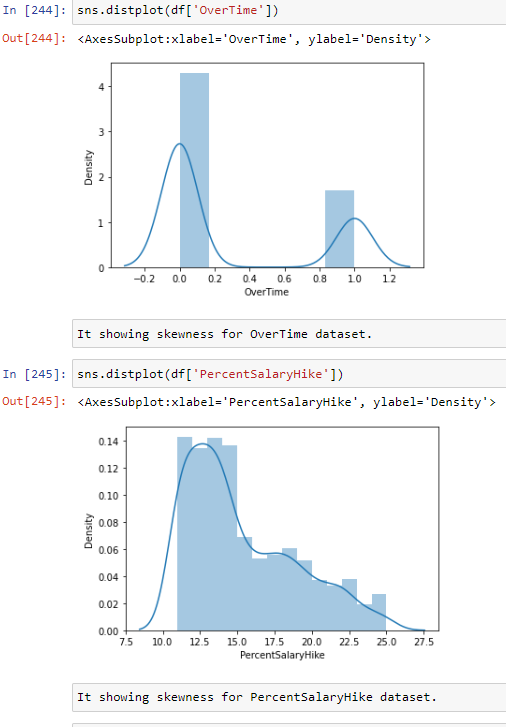 In [244]: sns.distplot(df['OverTime'])
Out[244]: <AxesSubplot:xlabel='OverTime', ylabel='Density'>
4
3
2
1
0
Density
-0.2 0.0 0.2 0.4 0.6 0.8 1.0 1.2
OverTime
It showing skewness for OverTime dataset.
In [245]: sns.distplot(df['PercentSalaryHike'])
Out[245]: <AxesSubplot:xlabel='PercentSalaryHike', ylabel='Density'>
0.14
0.12
0.10
0.08
0.06
0.04
0.02
0.00
Density
7.5 10.0 12.5 15.0 17.5 20.0 22.5 25.0 27.5
PercentSalaryHike
It showing skewness for PercentSalaryHike dataset.